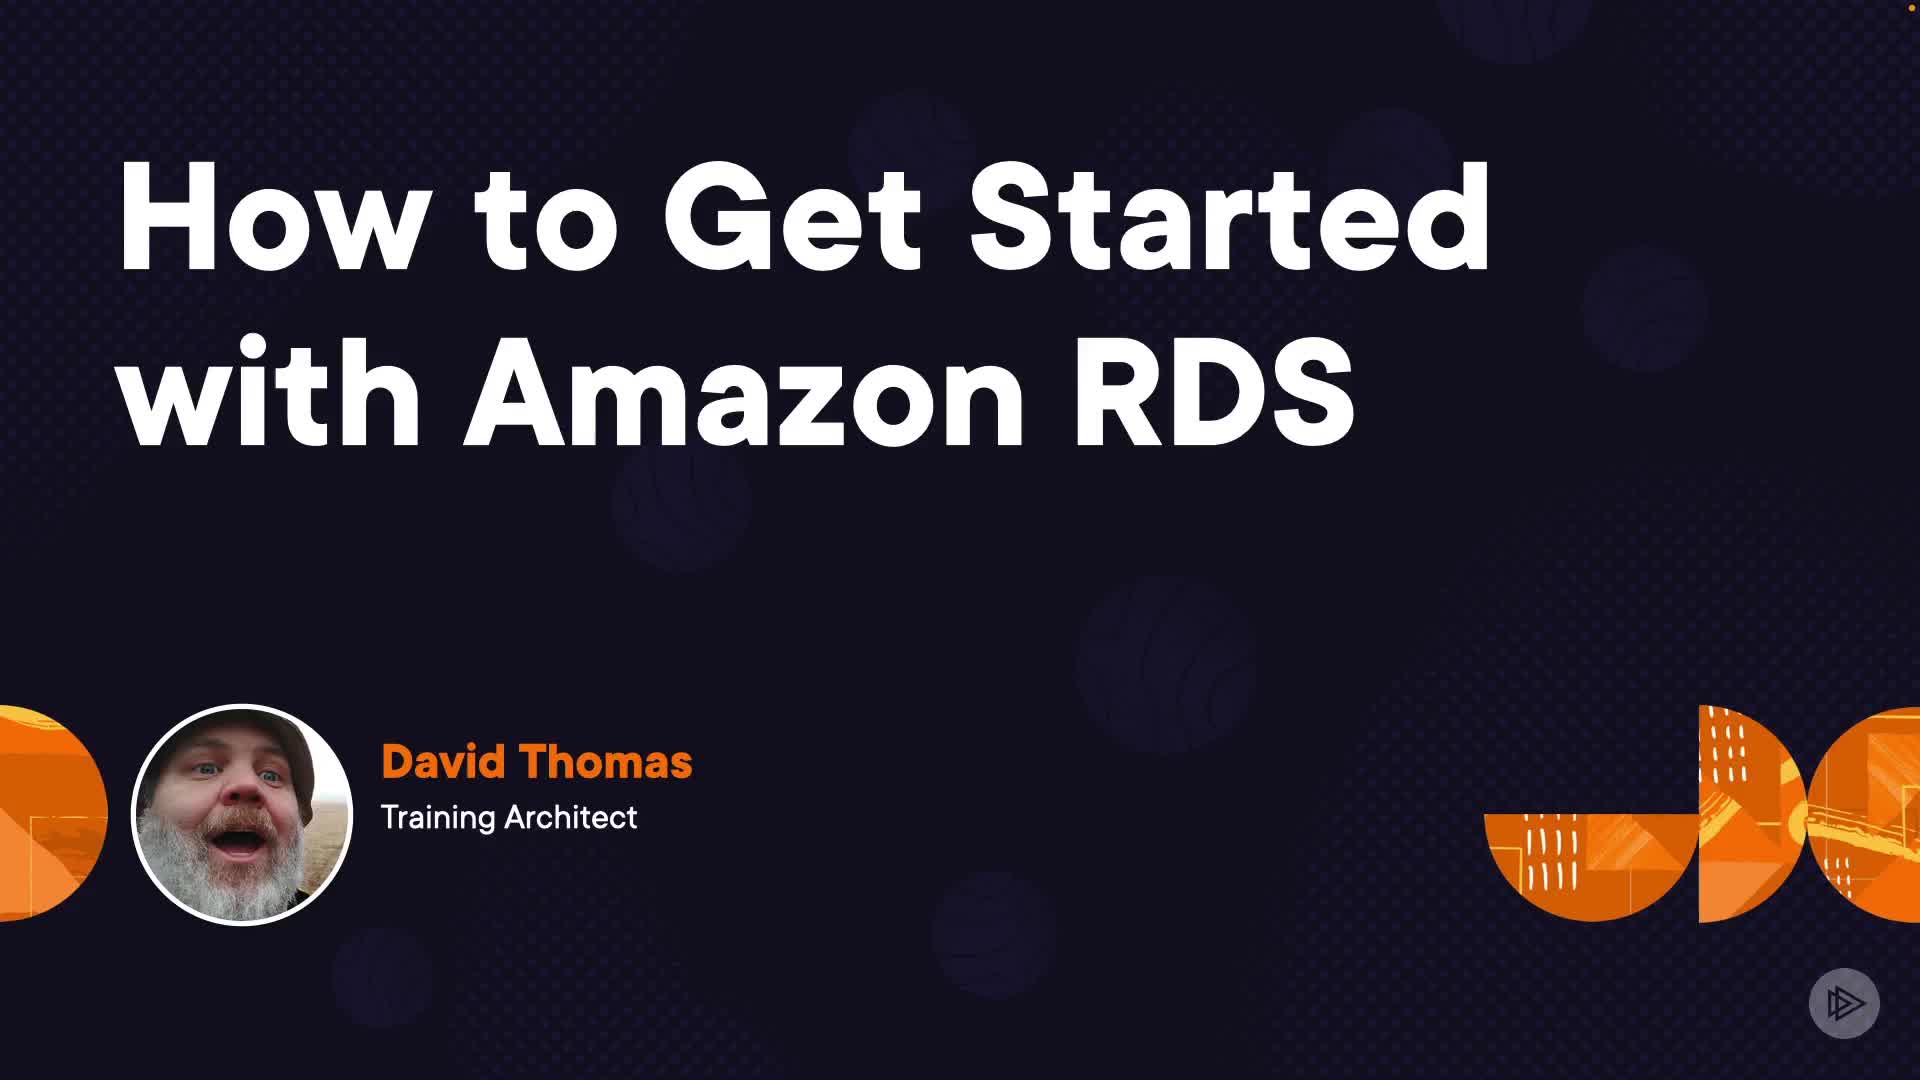 How to Get Started
with Amazon RDS
David Thomas
Training Architect